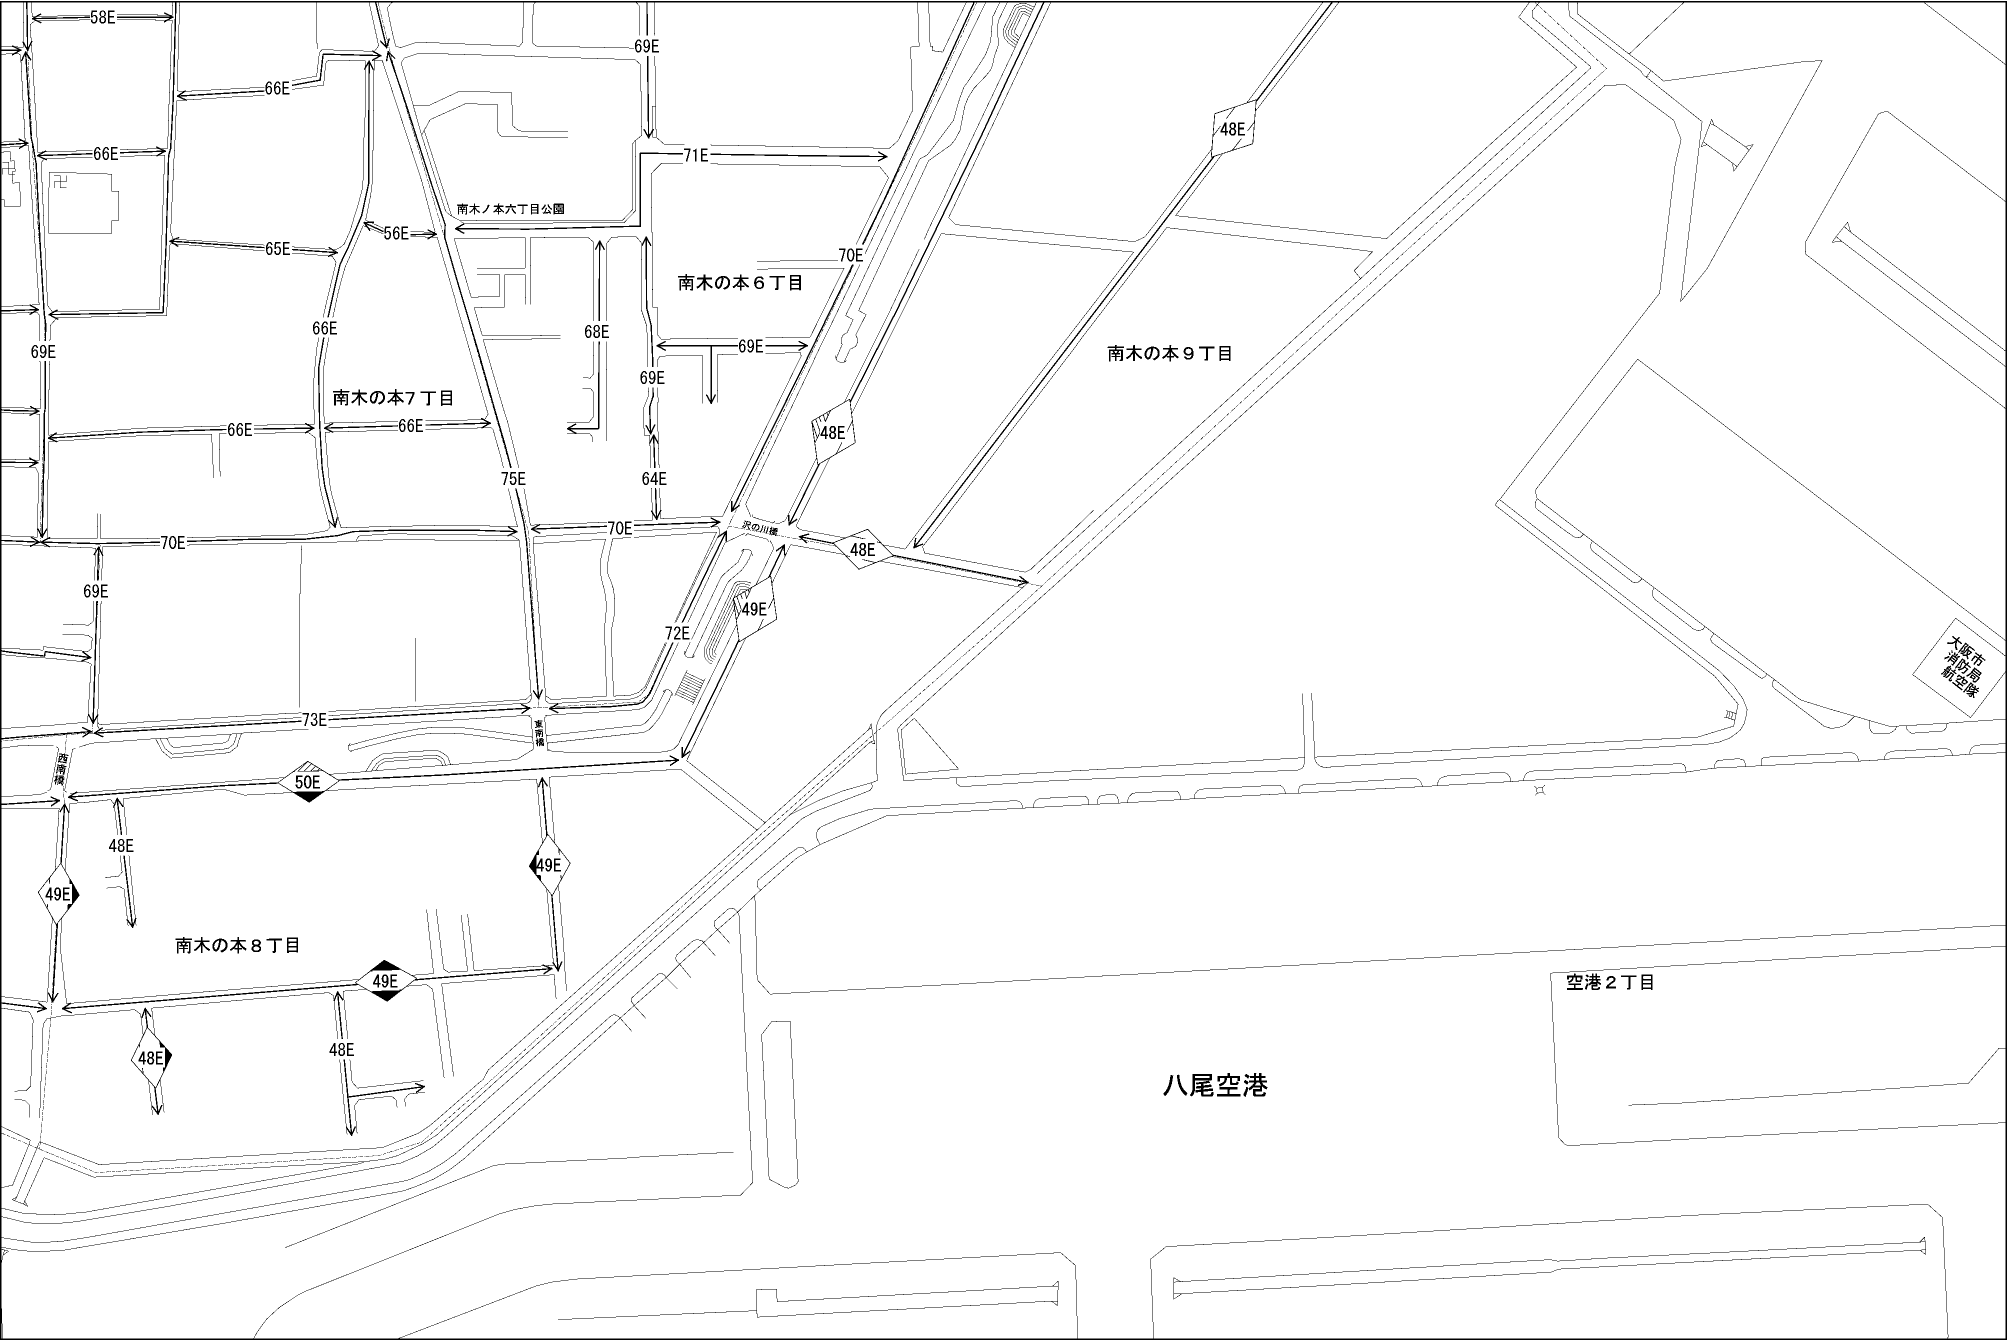 58E
69E
66E
48E
66E
71E
南木ノ本六丁目公園
56E
65E
70E
南木の本６丁目
66E
68E
69E
69E
南木の本９丁目
69E
南木の本７丁目
66E
66E
48E
75E
64E
70E
70E
沢の川橋
48E
69E
49E
72E
大阪市
消防局
航空隊
73E
東南橋
西南橋
50E
48E
49E
49E
南木の本８丁目
49E
空港２丁目
48E
48E
八尾空港